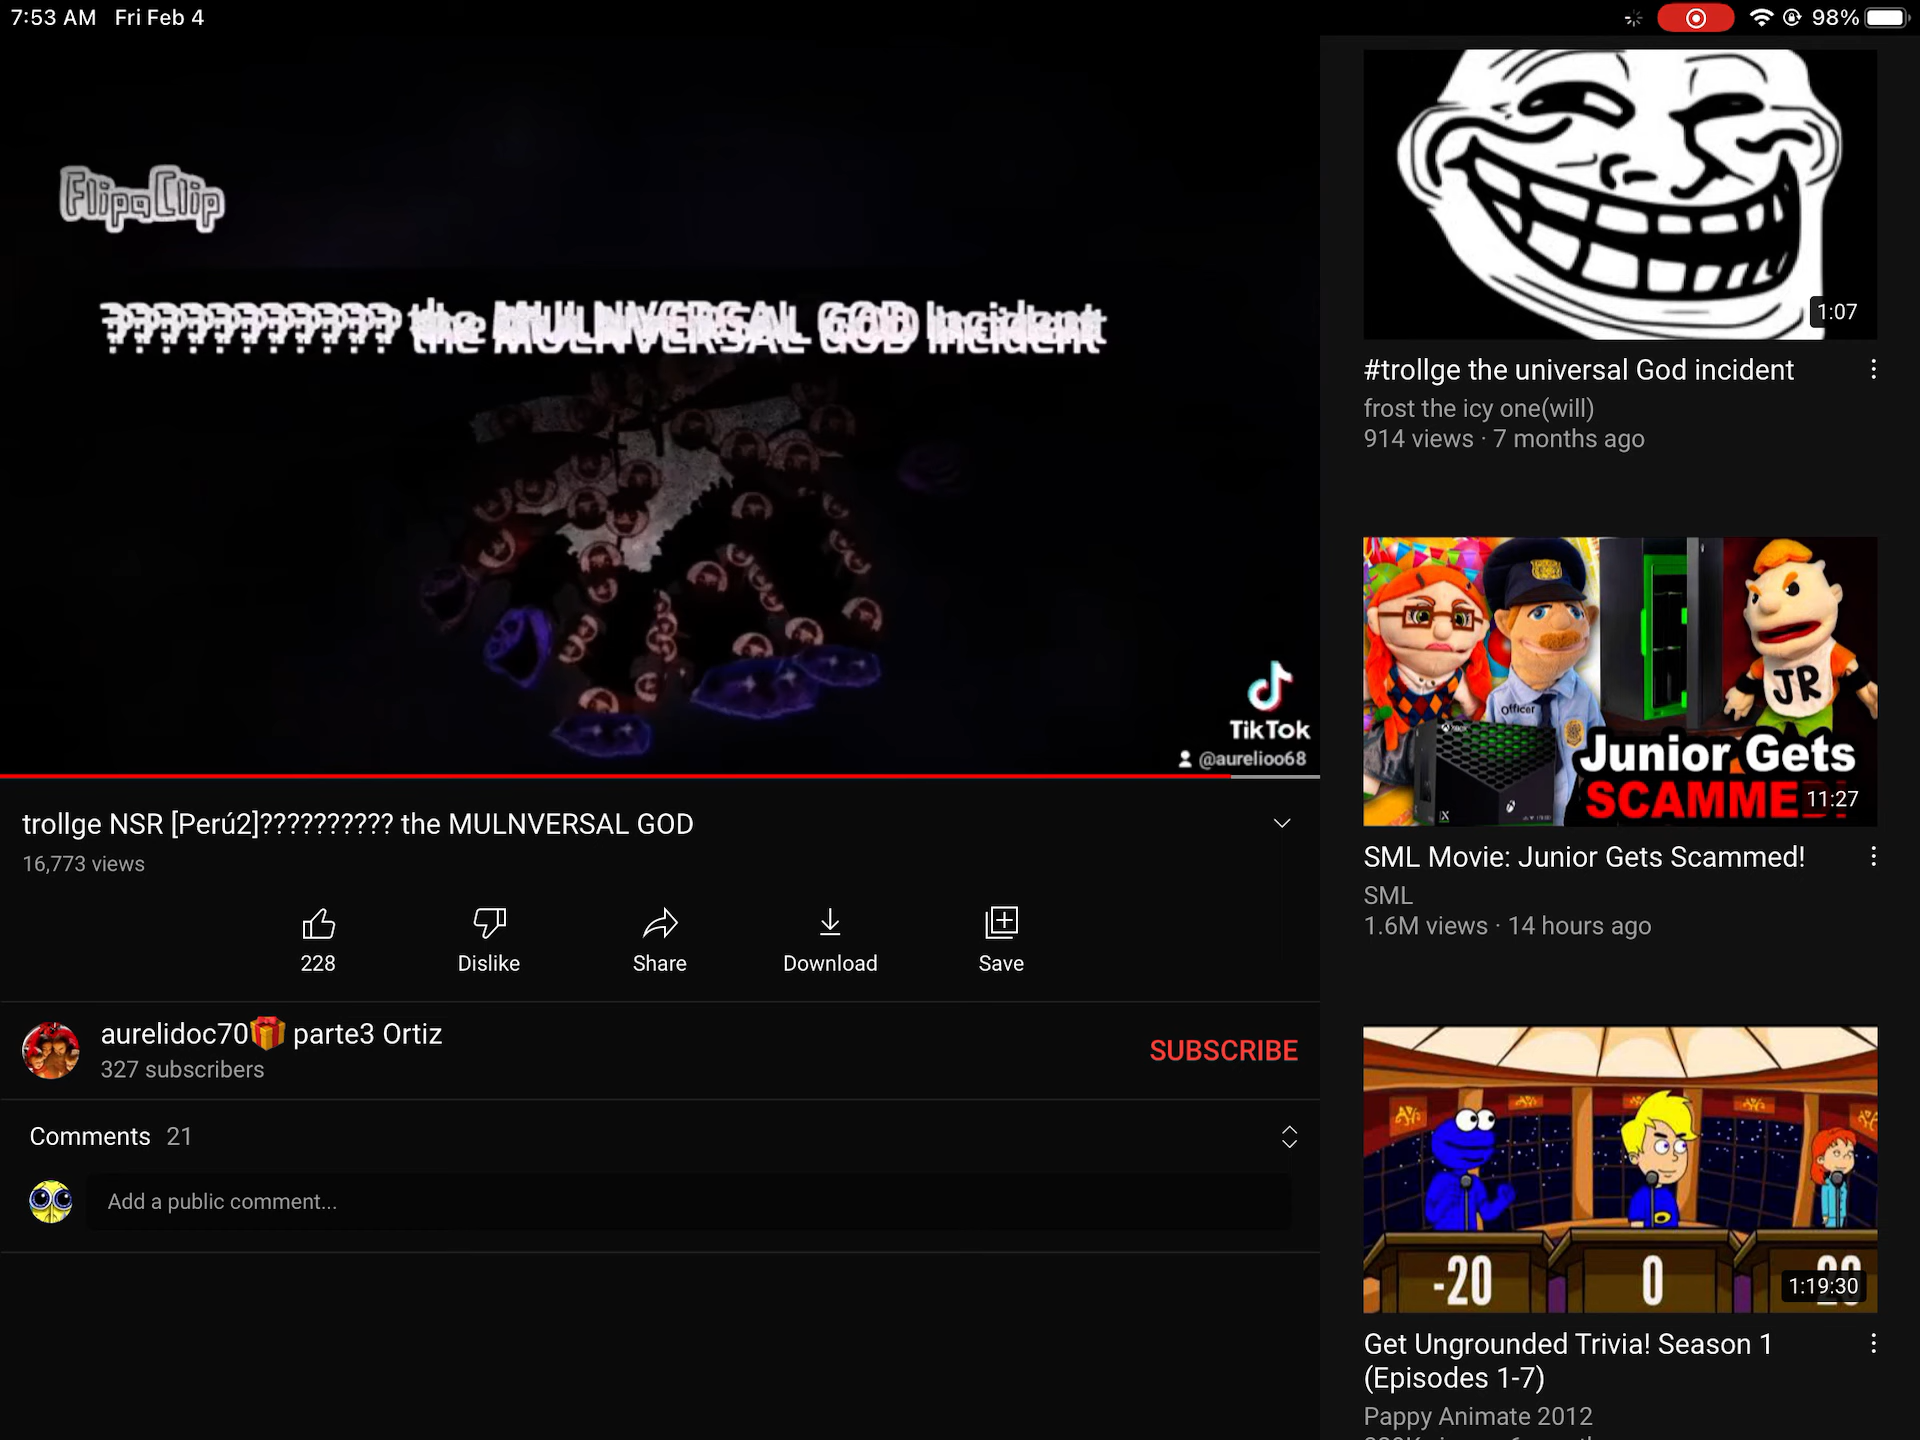 7:53 AM Fri Feb 4
98%
FlipaClip
??????????? the MULNVERSAL GOD Incident
TikTok
@aurelioo68
trollge NSR [Perú2]?????????? the MULNVERSAL GOD
16,773 views
228
Dislike
Share
Download
Save
aurelidoc70🎁 parte3 Ortiz
327 subscribers
SUBSCRIBE
Comments 21
Add a public comment...
1:07
#trollge the universal God incident
frost the icy one(will)
914 views · 7 months ago
Officer
JR
Junior Gets
SCAMMED!
11:27
SML Movie: Junior Gets Scammed!
SML
1.6M views · 14 hours ago
-20
0
1:19:30
Get Ungrounded Trivia! Season 1
(Episodes 1-7)
Pappy Animate 2012